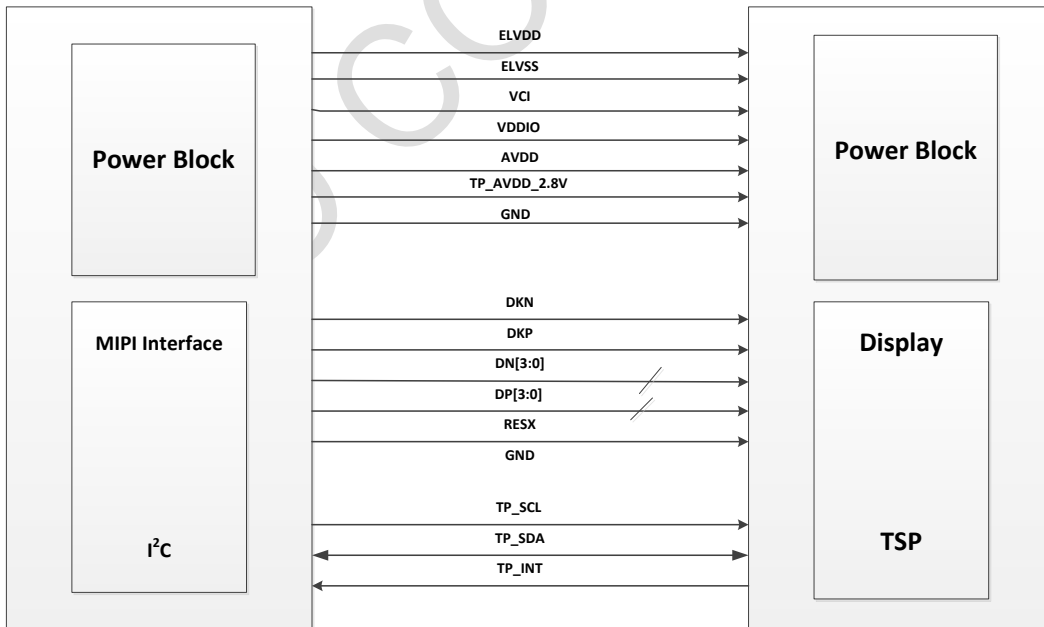 ELVDD
ELVSS
VCI
VDDIO
AVDD
TP_AVDD_2.8V
GND
Power Block
Power Block
DKN
DKP
DN[3:0]
DP[3:0]
RESX
GND
MIPI Interface
Display
TP_SCL
TP_SDA
TP_INT
I²C
TSP